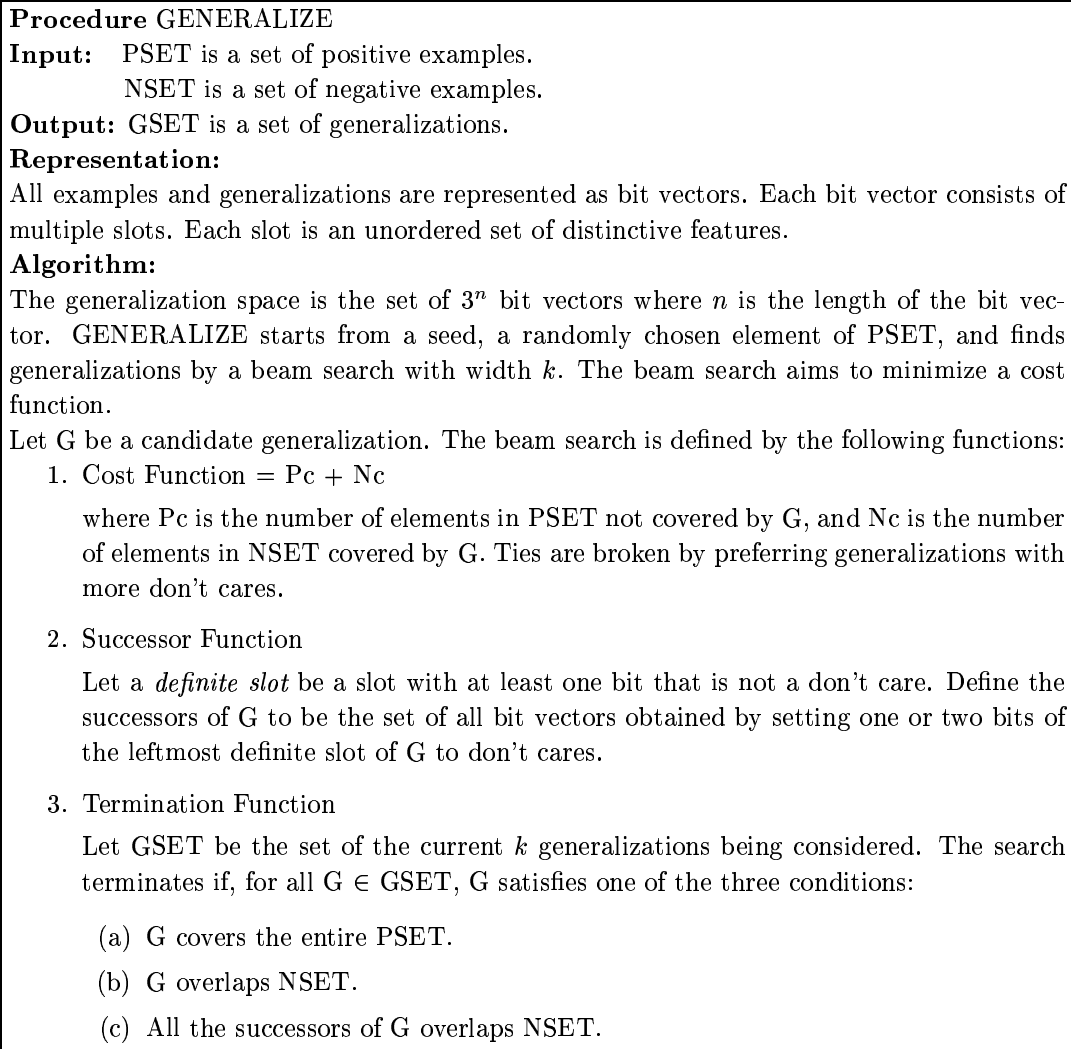 Procedure GENERALIZE
Input: PSET is a set of positive examples.
NSET is a set of negative examples.
Output: GSET is a set of generalizations.
Representation:
All examples and generalizations are represented as bit vectors. Each bit vector consists of
multiple slots. Each slot is an unordered set of distinctive features.
Algorithm:
The generalization space is the set of 3ⁿ bit vectors where n is the length of the bit vec-
tor. GENERALIZE starts from a seed, a randomly chosen element of PSET, and finds
generalizations by a beam search with width k. The beam search aims to minimize a cost
function.
Let G be a candidate generalization. The beam search is defined by the following functions:
1. Cost Function = Pc + Nc
where Pc is the number of elements in PSET not covered by G, and Nc is the number
of elements in NSET covered by G. Ties are broken by preferring generalizations with
more don't cares.
2. Successor Function
Let a definite slot be a slot with at least one bit that is not a don't care. Define the
successors of G to be the set of all bit vectors obtained by setting one or two bits of
the leftmost definite slot of G to don't cares.
3. Termination Function
Let GSET be the set of the current k generalizations being considered. The search
terminates if, for all G ∈ GSET, G satisfies one of the three conditions:
(a) G covers the entire PSET.
(b) G overlaps NSET.
(c) All the successors of G overlaps NSET.